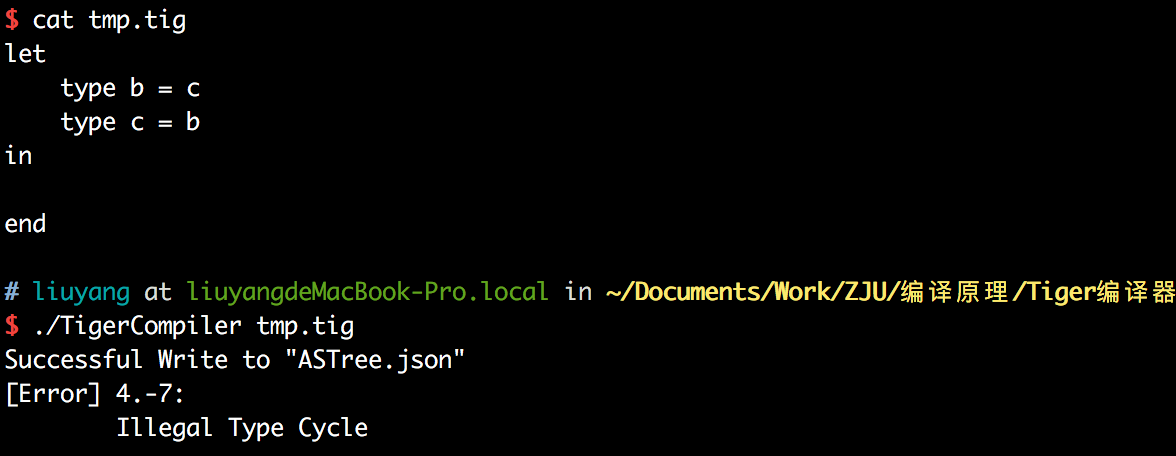 $ cat tmp.tig
let
    type b = c
    type c = b
in
end
# liuyang at liuyangdeMacBook-Pro.local in ~/Documents/Work/ZJU/编译原理/Tiger编译器
$ ./TigerCompiler tmp.tig
Successful Write to "ASTree.json"
[Error] 4.-7:
        Illegal Type Cycle